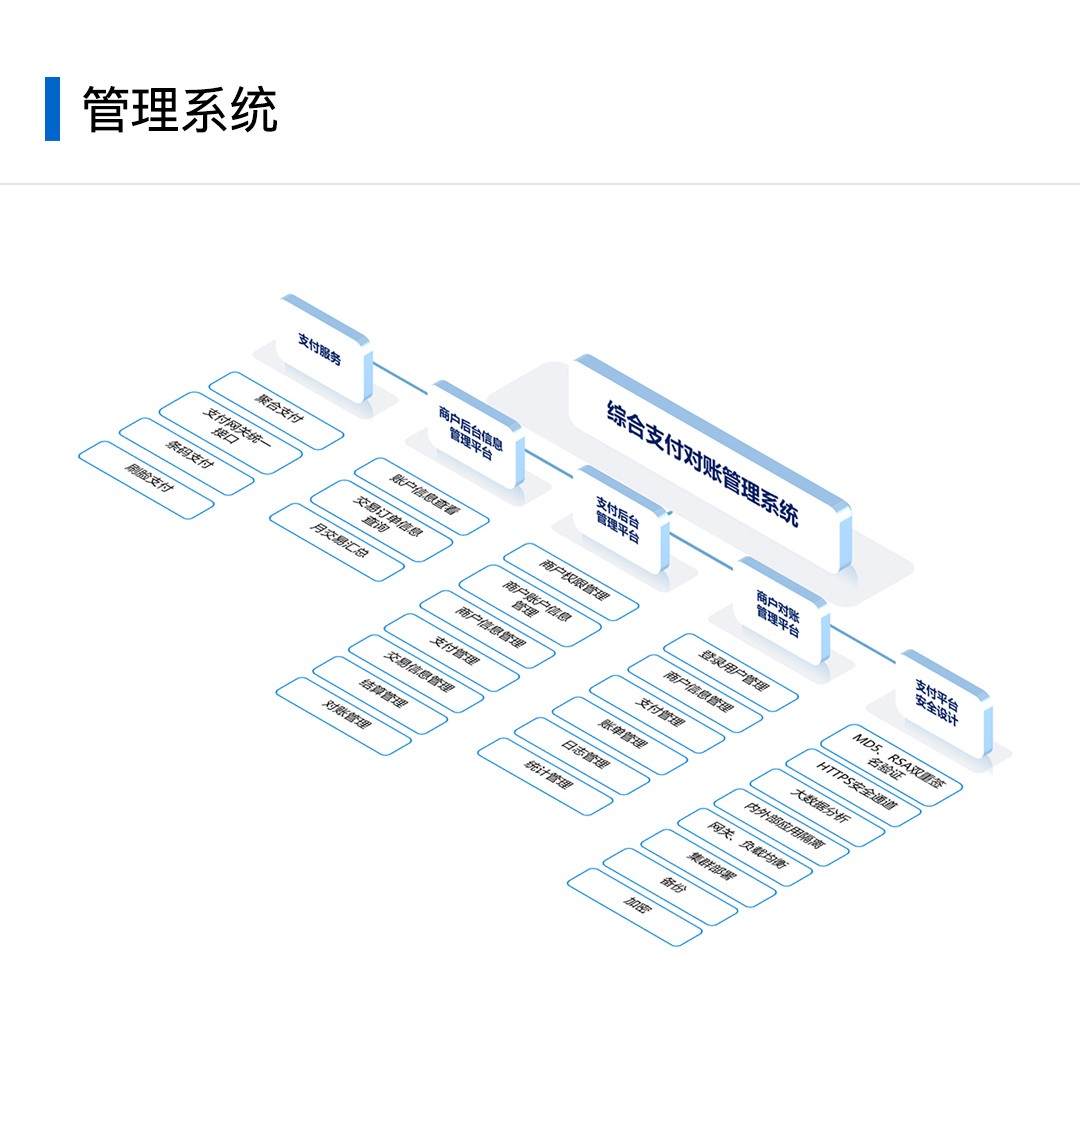 管理系统
综合支付对账管理系统
支付服务
聚合支付
支付网关统一
接口
条码支付
刷脸支付
商户后台信息
管理平台
账户信息查看
交易订单信息
查询
月交易汇总
支付后台
管理平台
商户权限管理
商户账户信息
管理
商户信息管理
支付管理
交易信息管理
结算管理
对账管理
商户对账
管理平台
登录用户管理
商户信息管理
支付管理
账单管理
日志管理
统计管理
支付平台
安全设计
MD5、RSA双重签
名验证
HTTPS安全通道
大数据分析
内外部应用隔离
网关、负载均衡
集群部署
备份
加密